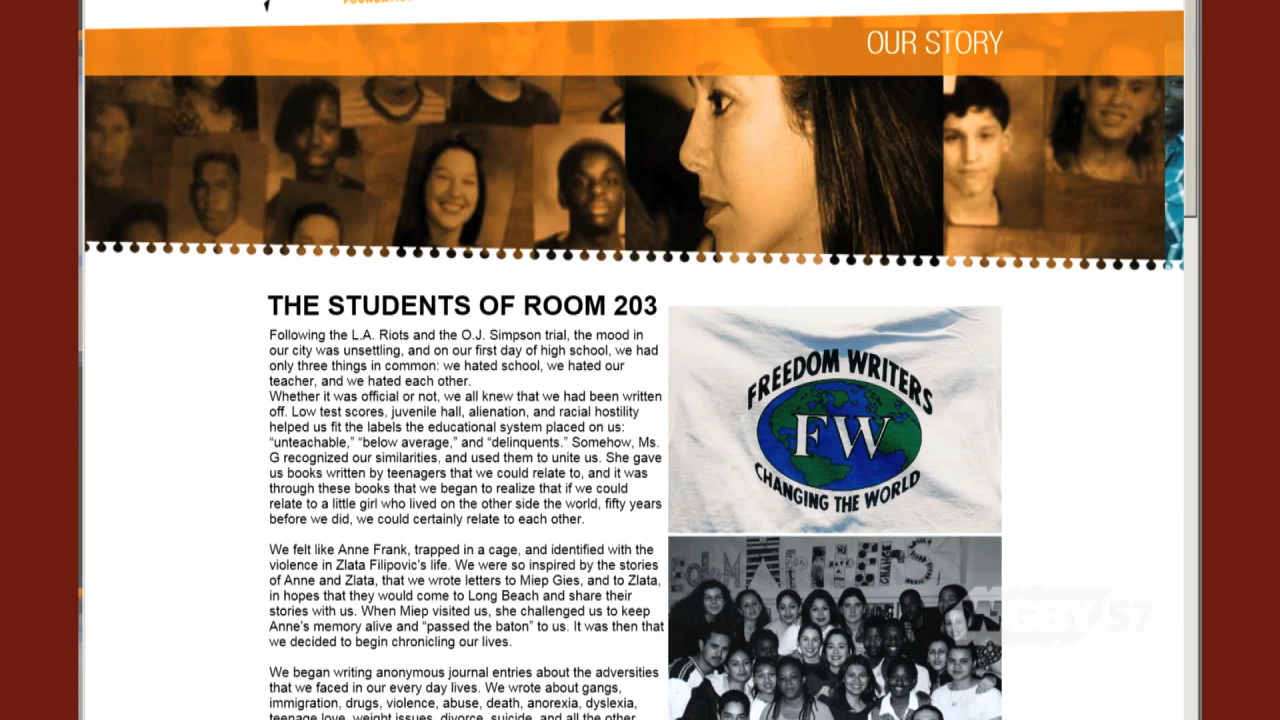 FOUNDATION
OUR STORY
THE STUDENTS OF ROOM 203
Following the L.A. Riots and the O.J. Simpson trial, the mood in
our city was unsettling, and on our first day of high school, we had
only three things in common: we hated school, we hated our
teacher, and we hated each other.
Whether it was official or not, we all knew that we had been written
off. Low test scores, juvenile hall, alienation, and racial hostility
helped us fit the labels the educational system placed on us:
“unteachable,” “below average,” and “delinquents.” Somehow, Ms.
G recognized our similarities, and used them to unite us. She gave
us books written by teenagers that we could relate to, and it was
through these books that we began to realize that if we could
relate to a little girl who lived on the other side the world, fifty years
before we did, we could certainly relate to each other.
We felt like Anne Frank, trapped in a cage, and identified with the
violence in Zlata Filipovic’s life. We were so inspired by the stories
of Anne and Zlata, that we wrote letters to Miep Gies, and to Zlata,
in hopes that they would come to Long Beach and share their
stories with us. When Miep visited us, she challenged us to keep
Anne’s memory alive and “passed the baton” to us. It was then that
we decided to begin chronicling our lives.
We began writing anonymous journal entries about the adversities
that we faced in our every day lives. We wrote about gangs,
immigration, drugs, violence, abuse, death, anorexia, dyslexia,
teenage love, weight issues, divorce, suicide, and all the other
FREEDOM WRITERS
FW
CHANGING THE WORLD
WGBY 57